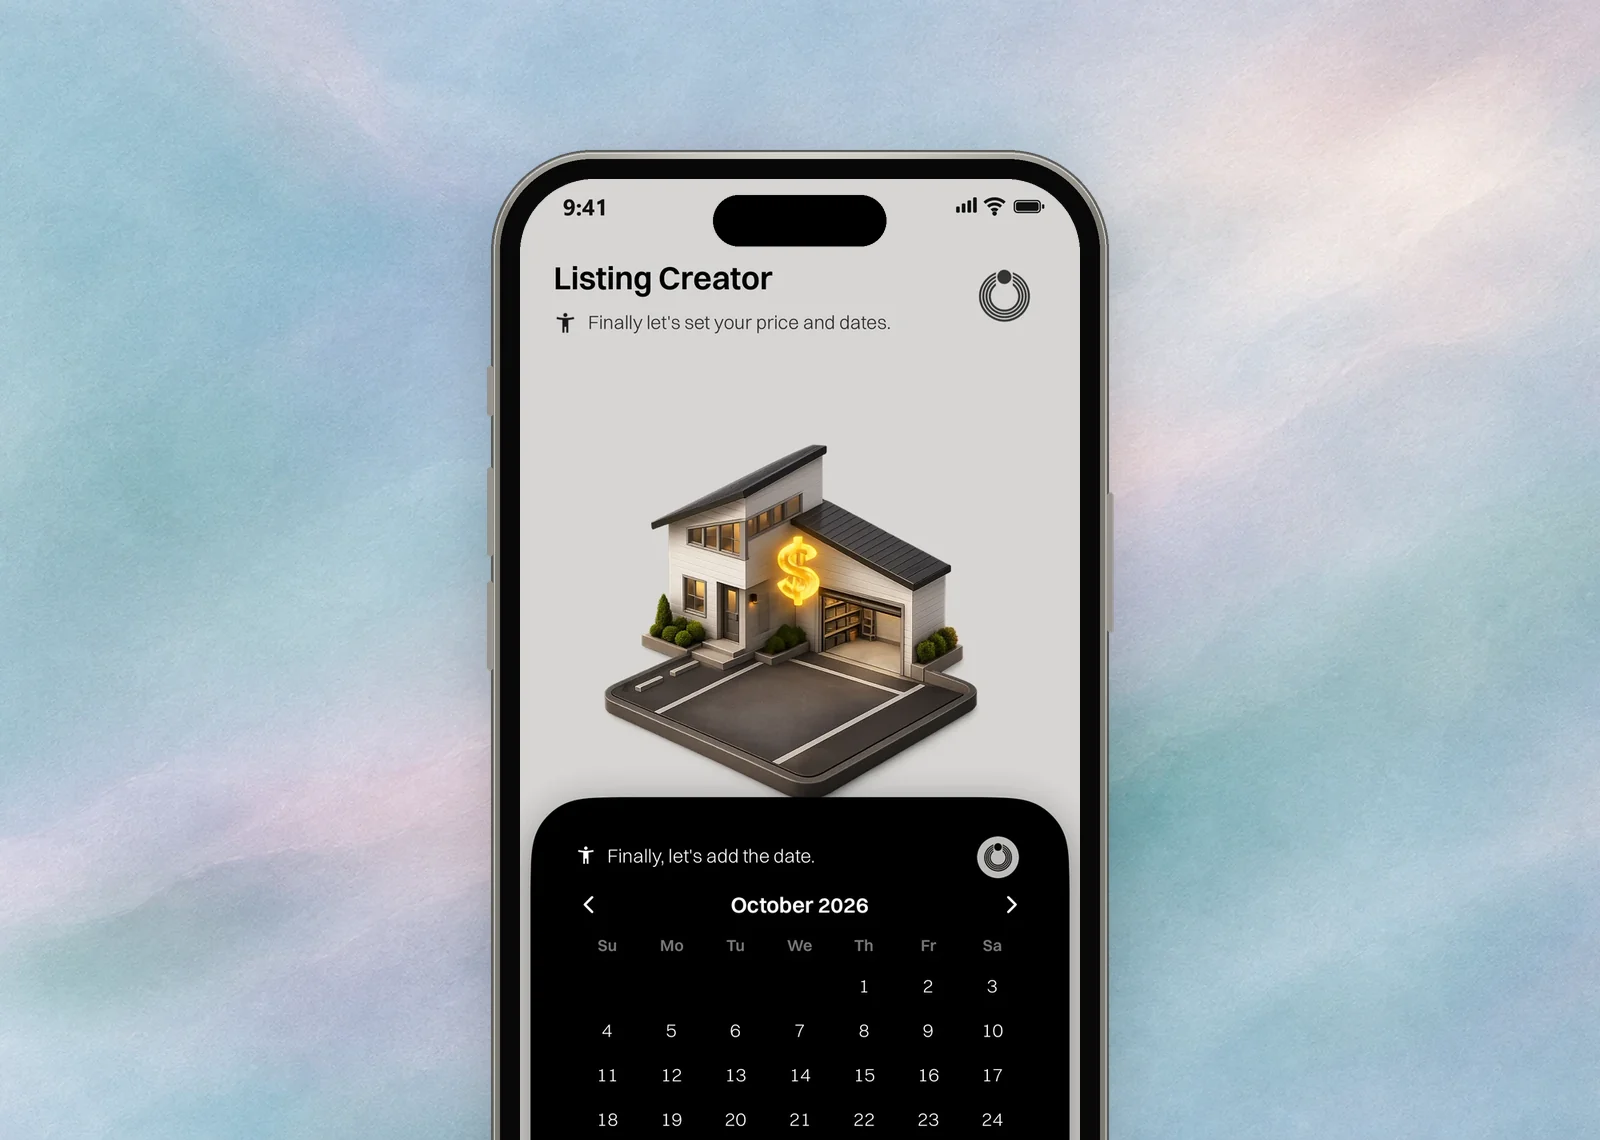 9:41
Listing Creator
Finally let's set your price and dates.
$
Finally, let's add the date.
October 2026
Su Mo Tu We Th Fr Sa
1 2 3
4 5 6 7 8 9 10
11 12 13 14 15 16 17
18 19 20 21 22 23 24